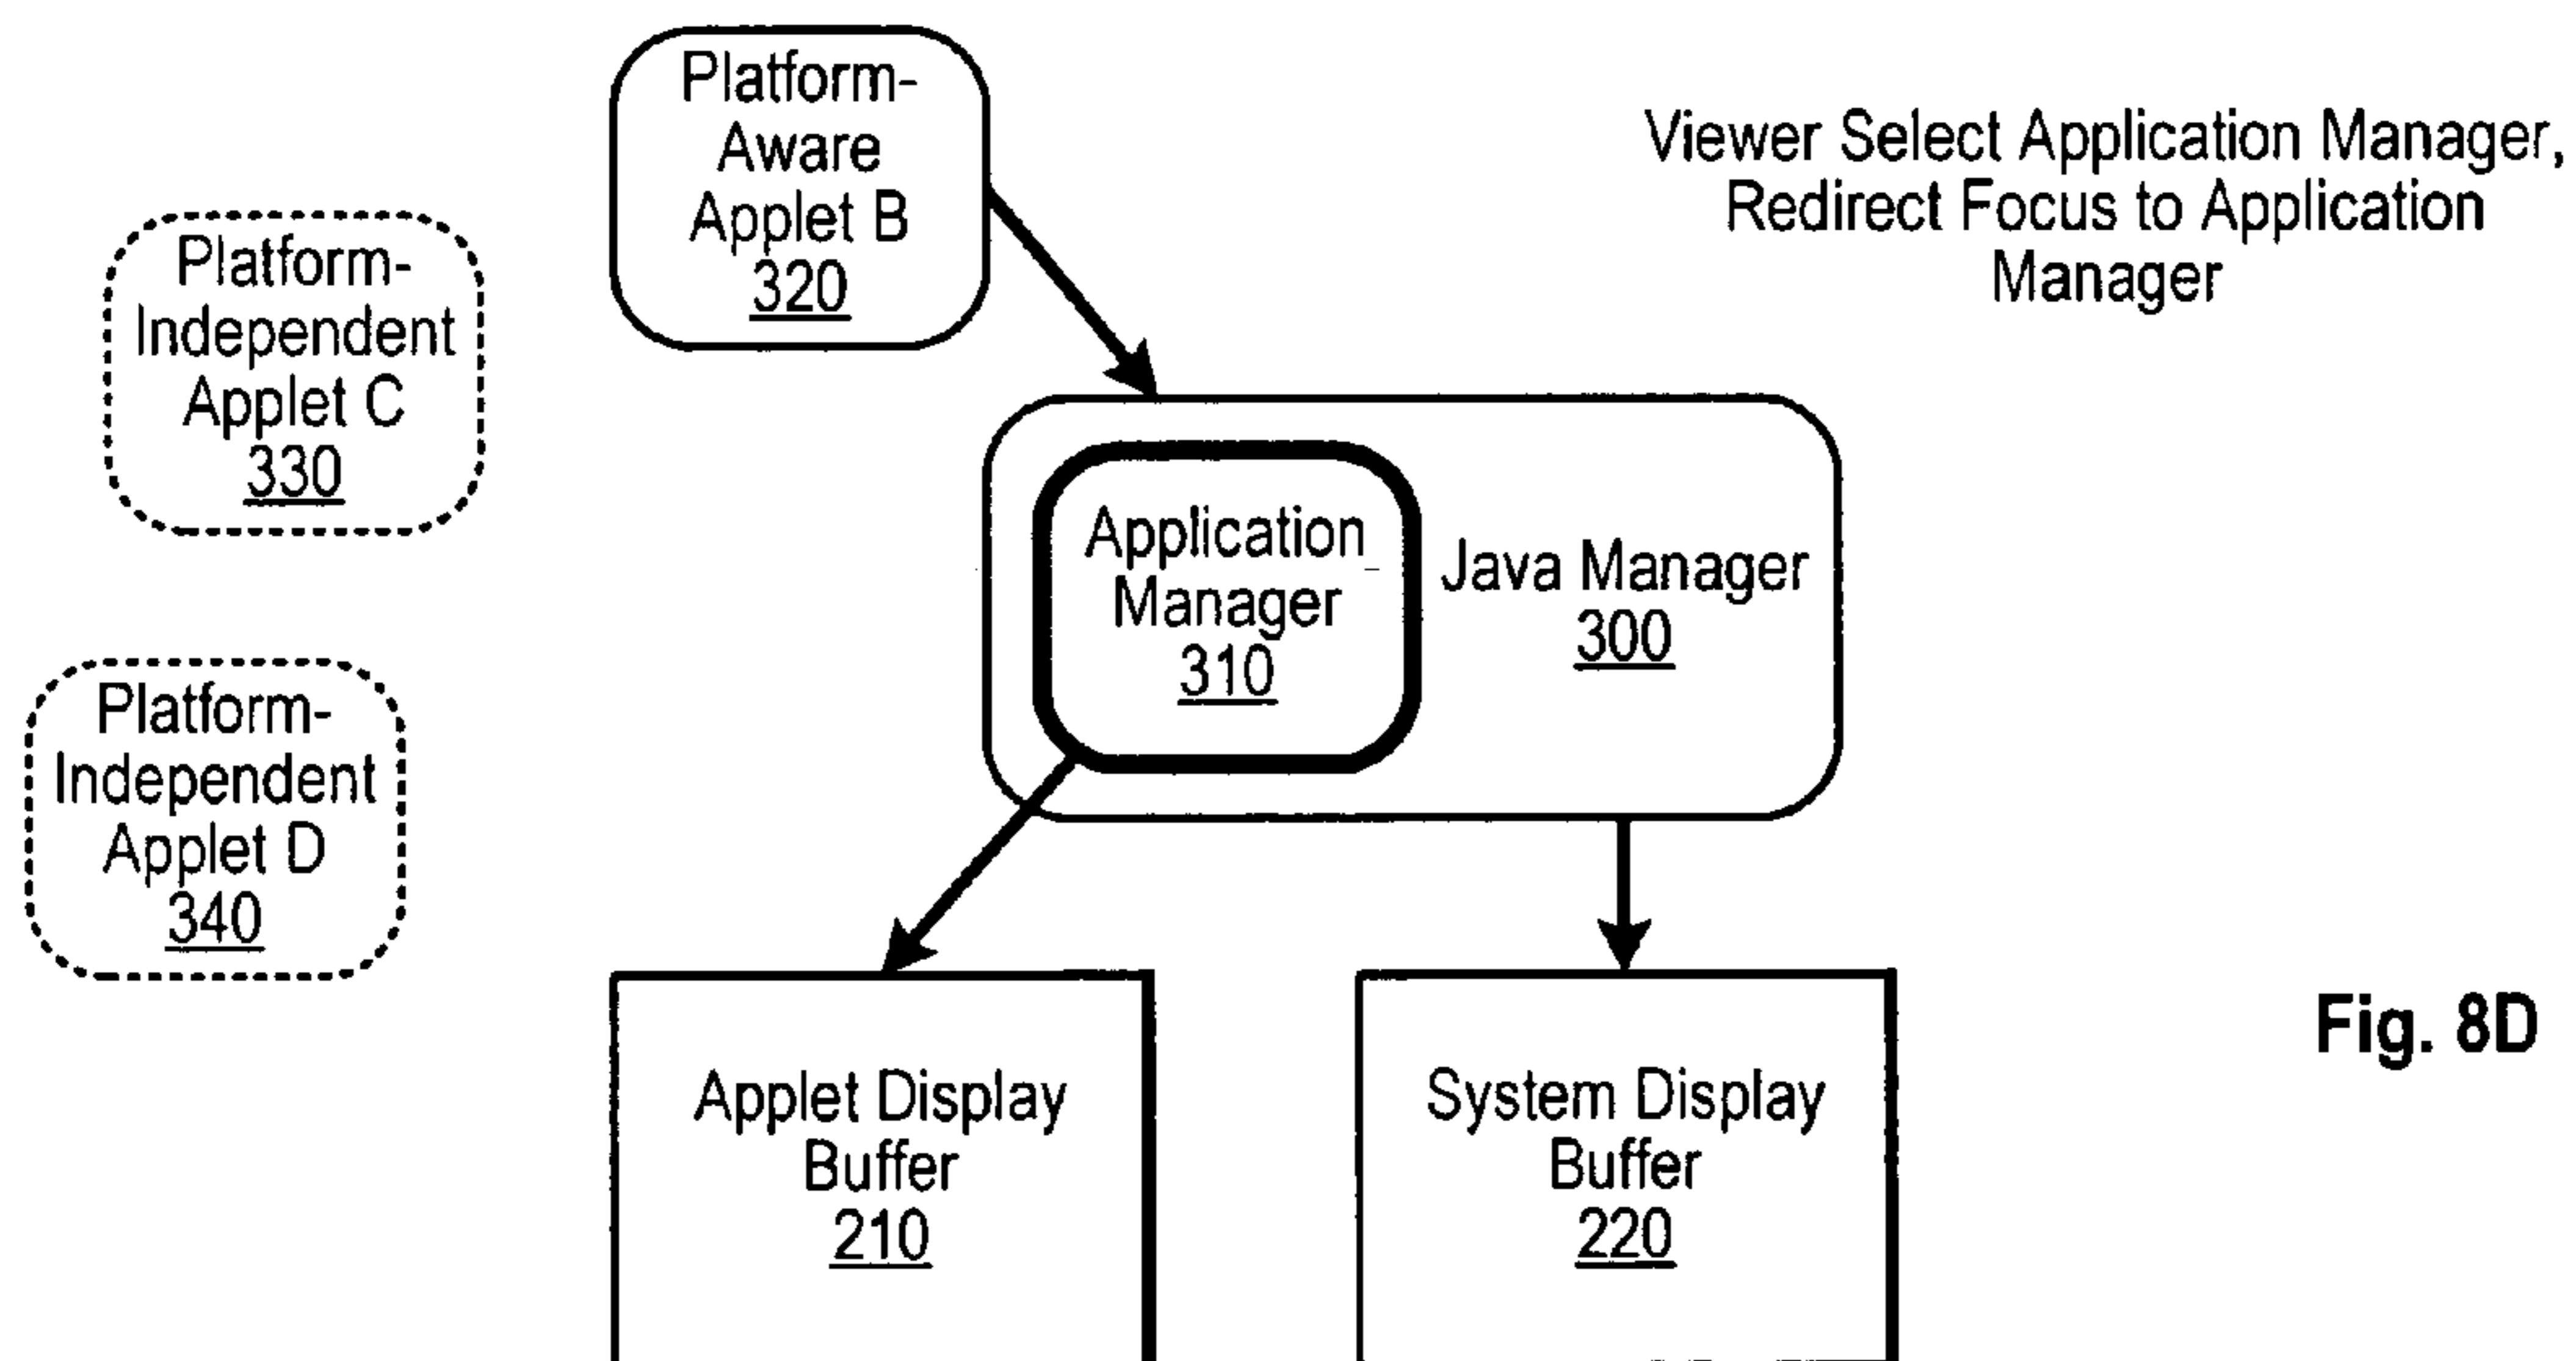 Platform-
Aware
Applet B
320
Viewer Select Application Manager,
Redirect Focus to Application
Manager
Platform-
Independent
Applet C
330
Application
Manager
310
Java Manager
300
Platform-
Independent
Applet D
340
Applet Display
Buffer
210
System Display
Buffer
220
Fig. 8D